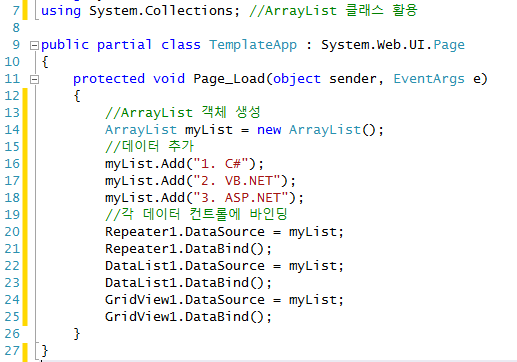 7 using System.Collections; //ArrayList 클래스 활용
8
9 public partial class TemplateApp : System.Web.UI.Page
10 {
11 protected void Page_Load(object sender, EventArgs e)
12 {
13 //ArrayList 객체 생성
14 ArrayList myList = new ArrayList();
15 //데이터 추가
16 myList.Add("1. C#");
17 myList.Add("2. VB.NET");
18 myList.Add("3. ASP.NET");
19 //각 데이터 컨트롤에 바인딩
20 Repeater1.DataSource = myList;
21 Repeater1.DataBind();
22 DataList1.DataSource = myList;
23 DataList1.DataBind();
24 GridView1.DataSource = myList;
25 GridView1.DataBind();
26 }
27 }